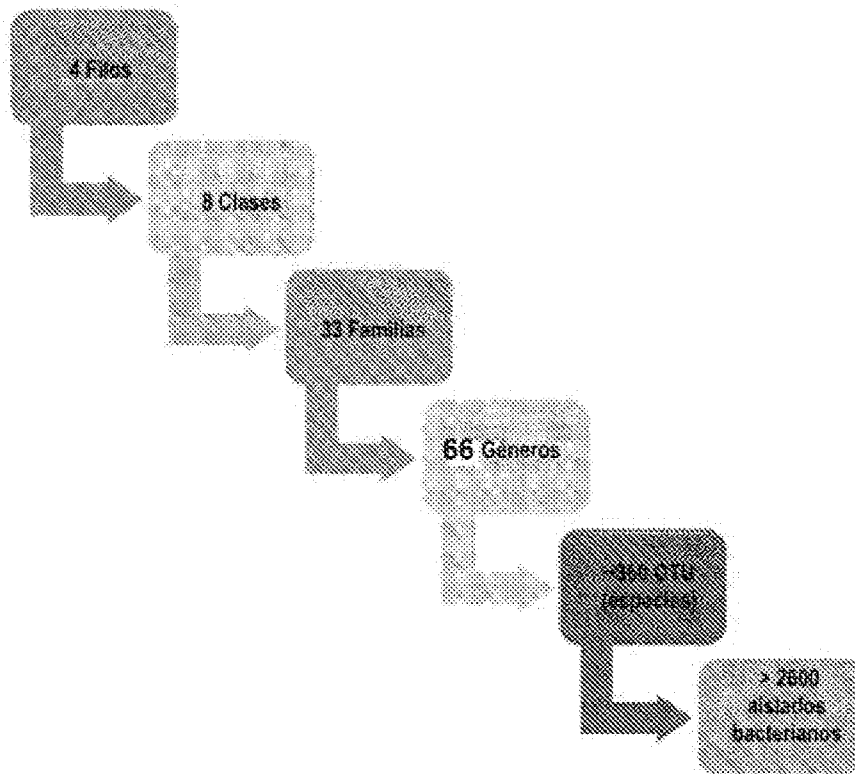 4 Filos
8 Clases
33 Familias
66 Géneros
OTU
(especies)
> 2600
aislados
bacterianos